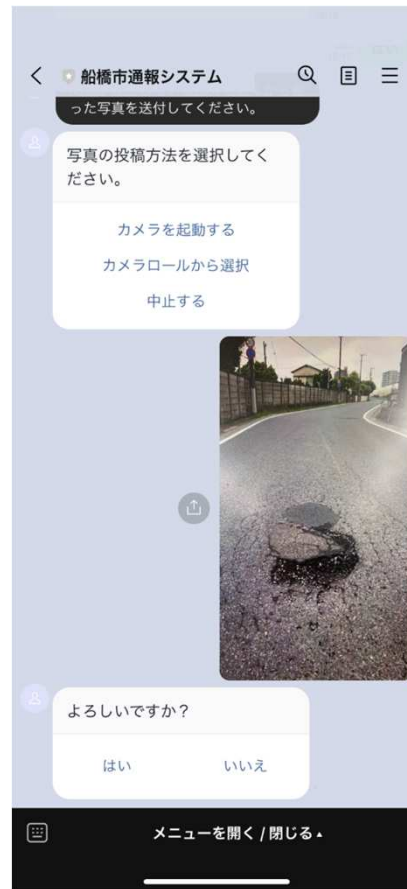 船橋市通報システム
った写真を送付してください。
写真の投稿方法を選択してく
ださい。
カメラを起動する
カメラロールから選択
中止する
よろしいですか？
はい いいえ
メニューを開く / 閉じる▴